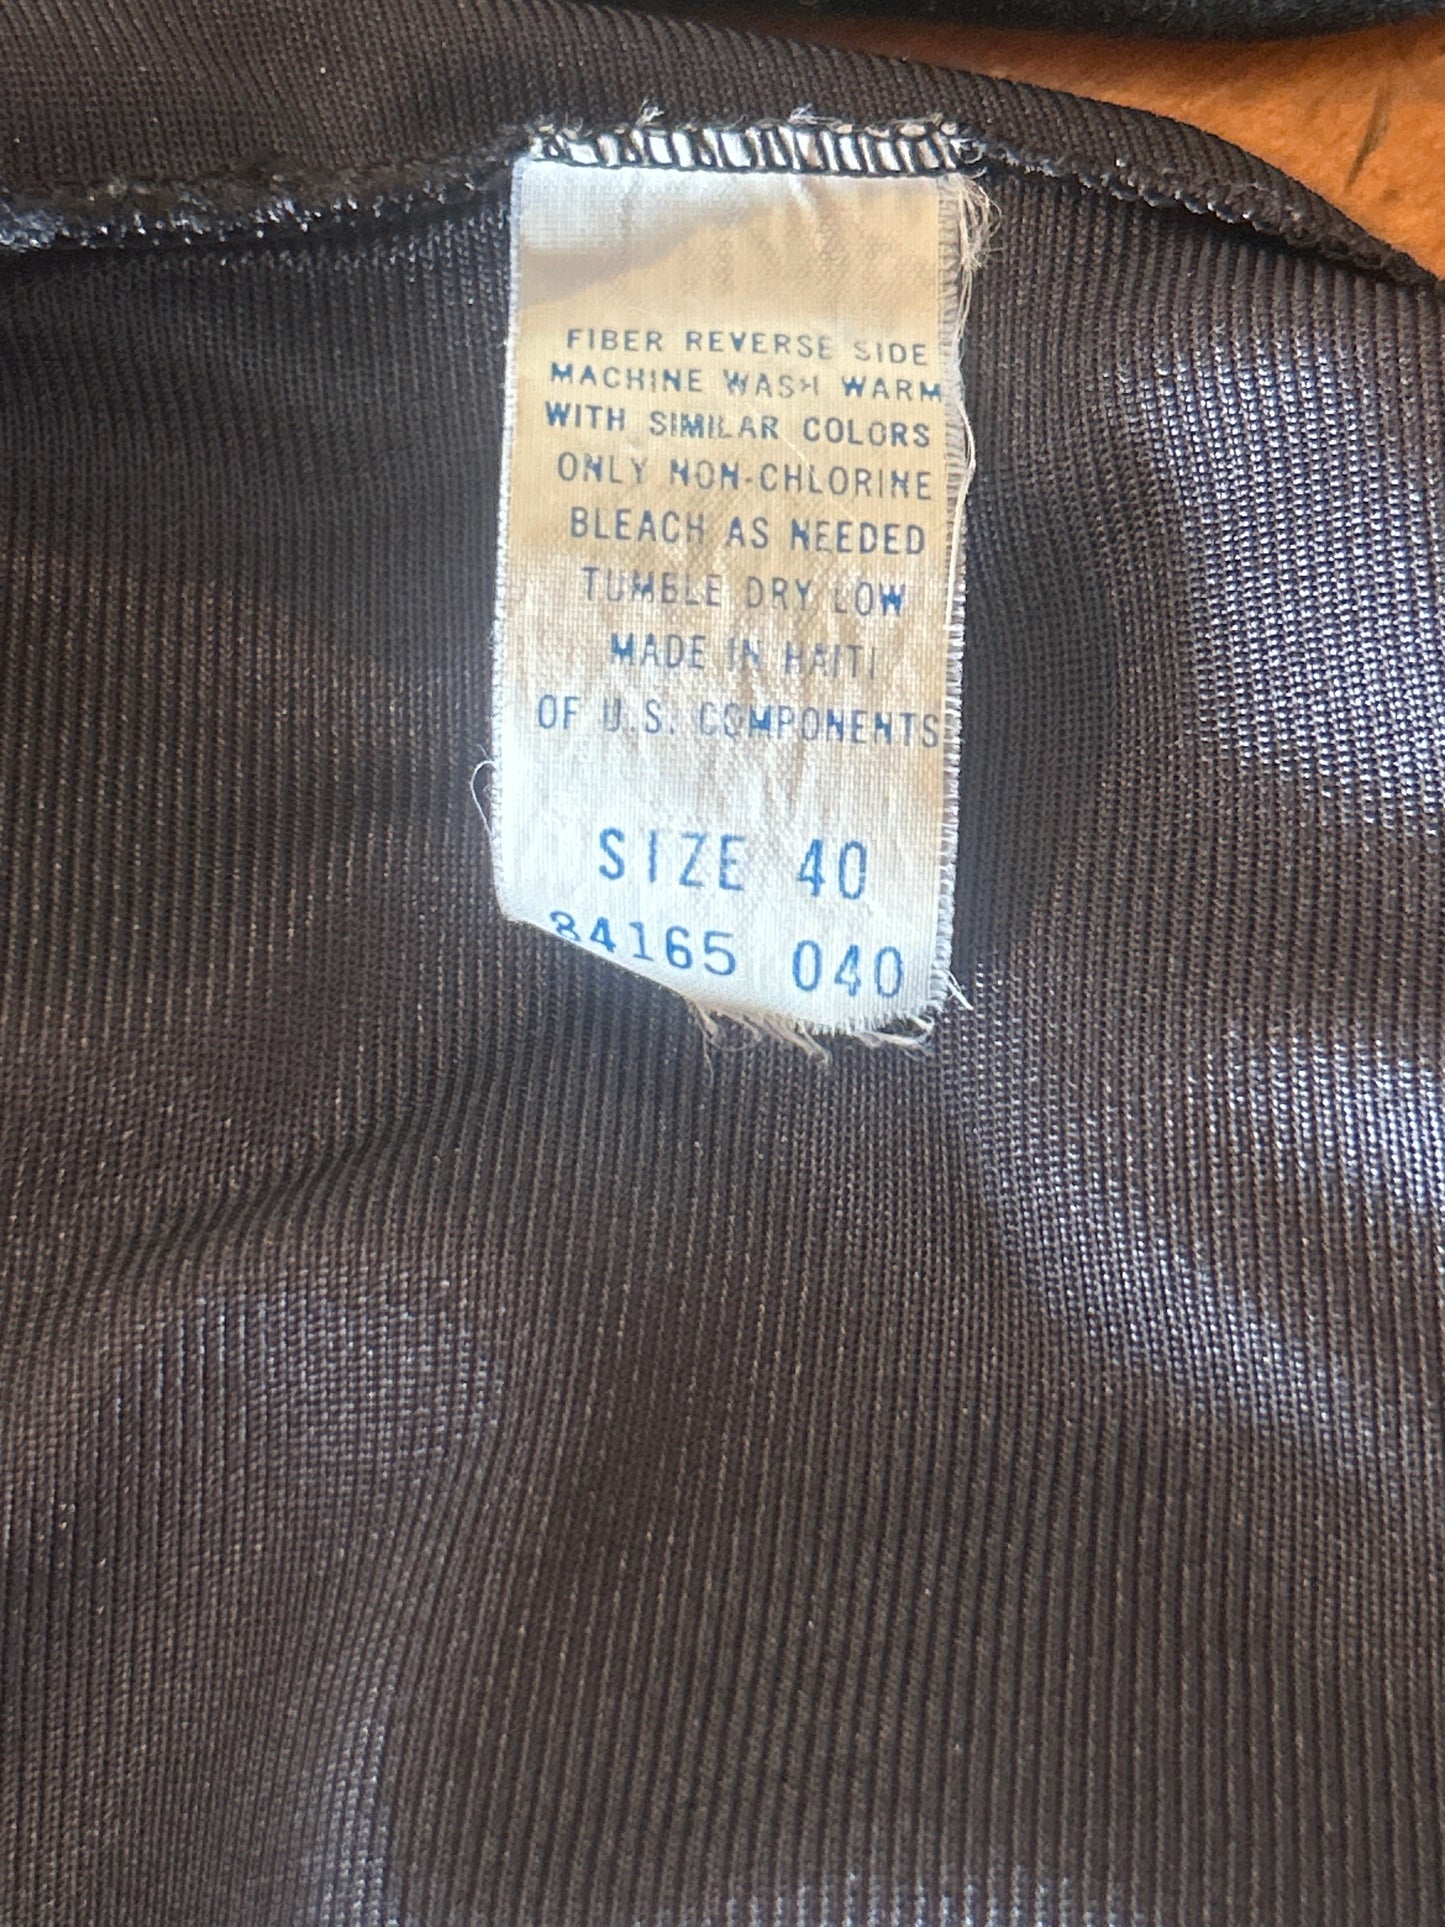 FIBER REVERSE SIDE
MACHINE WASH WARM
WITH SIMILAR COLORS
ONLY NON-CHLORINE
BLEACH AS NEEDED
TUMBLE DRY LOW
MADE IN HAITI
OF U.S. COMPONENTS
SIZE 40
84165 040